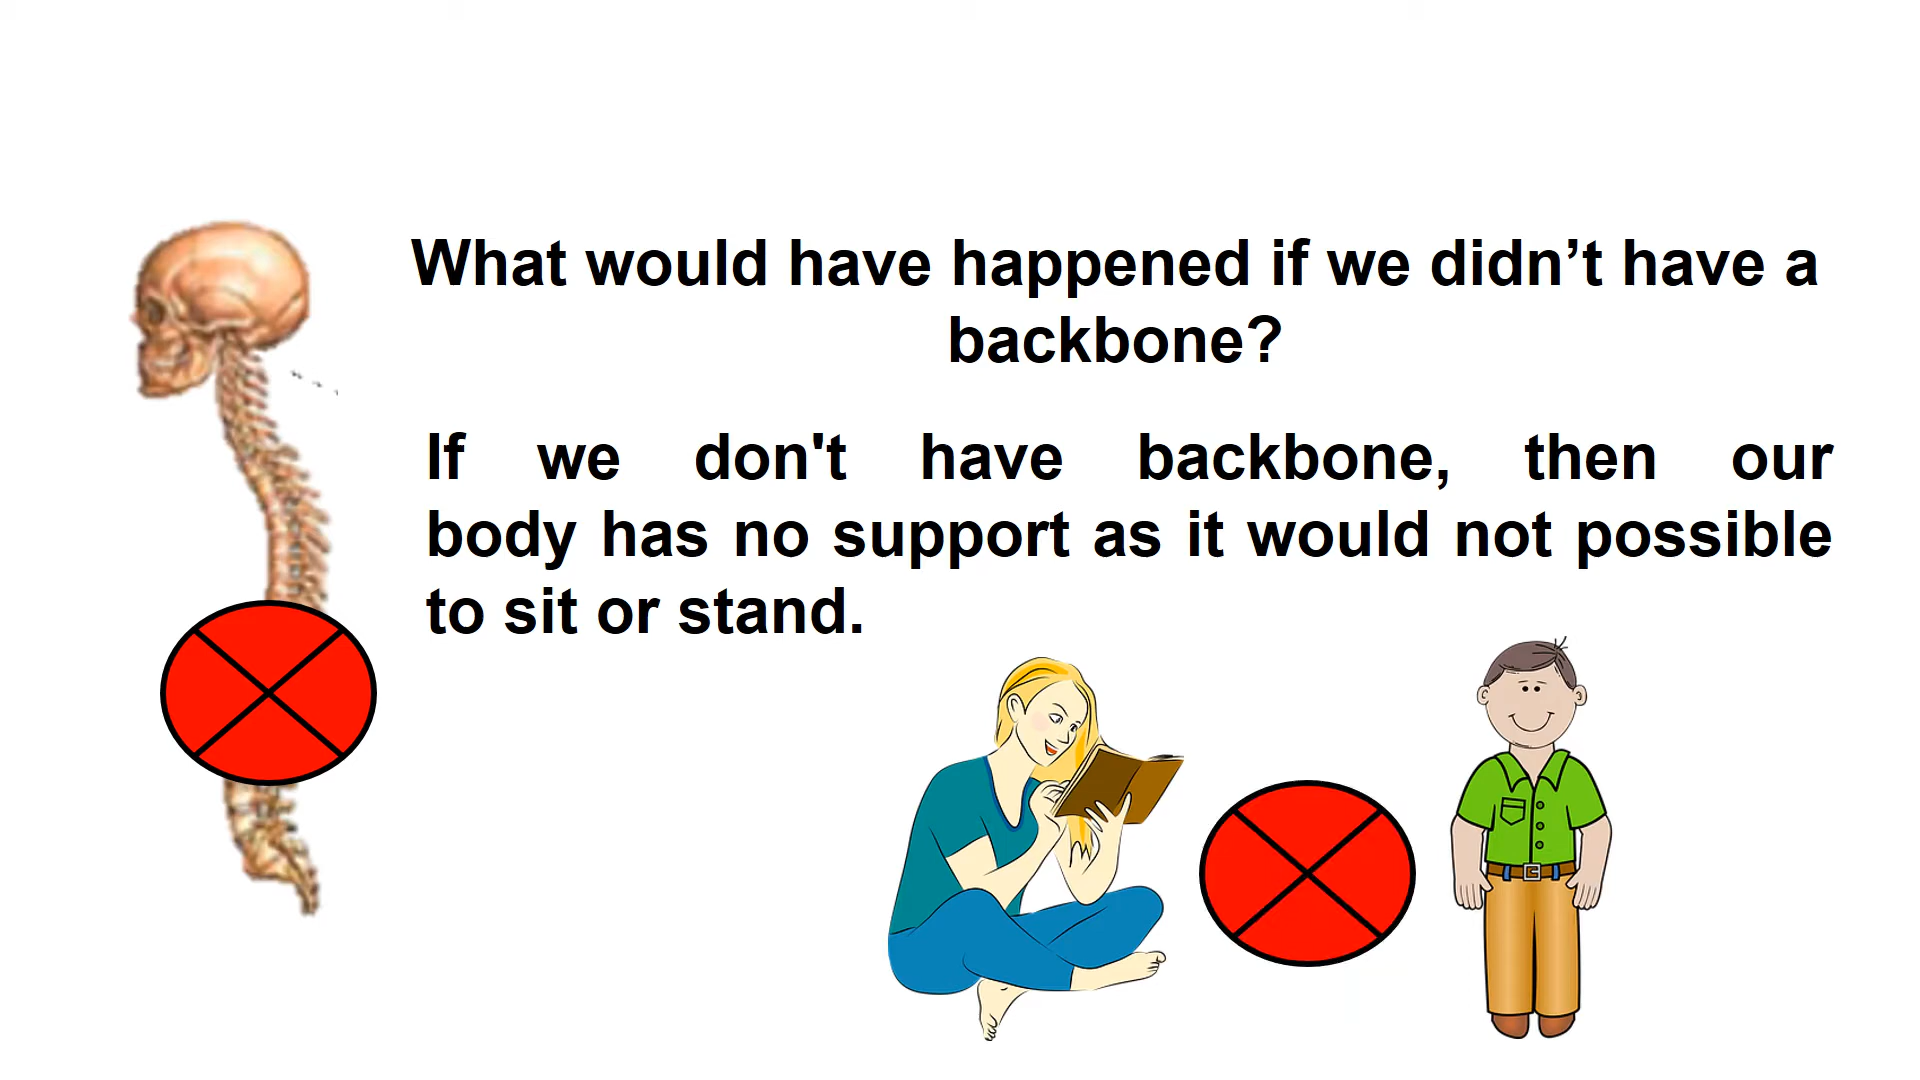 What would have happened if we didn’t have a
backbone?
If we don't have backbone, then our
body has no support as it would not possible
to sit or stand.